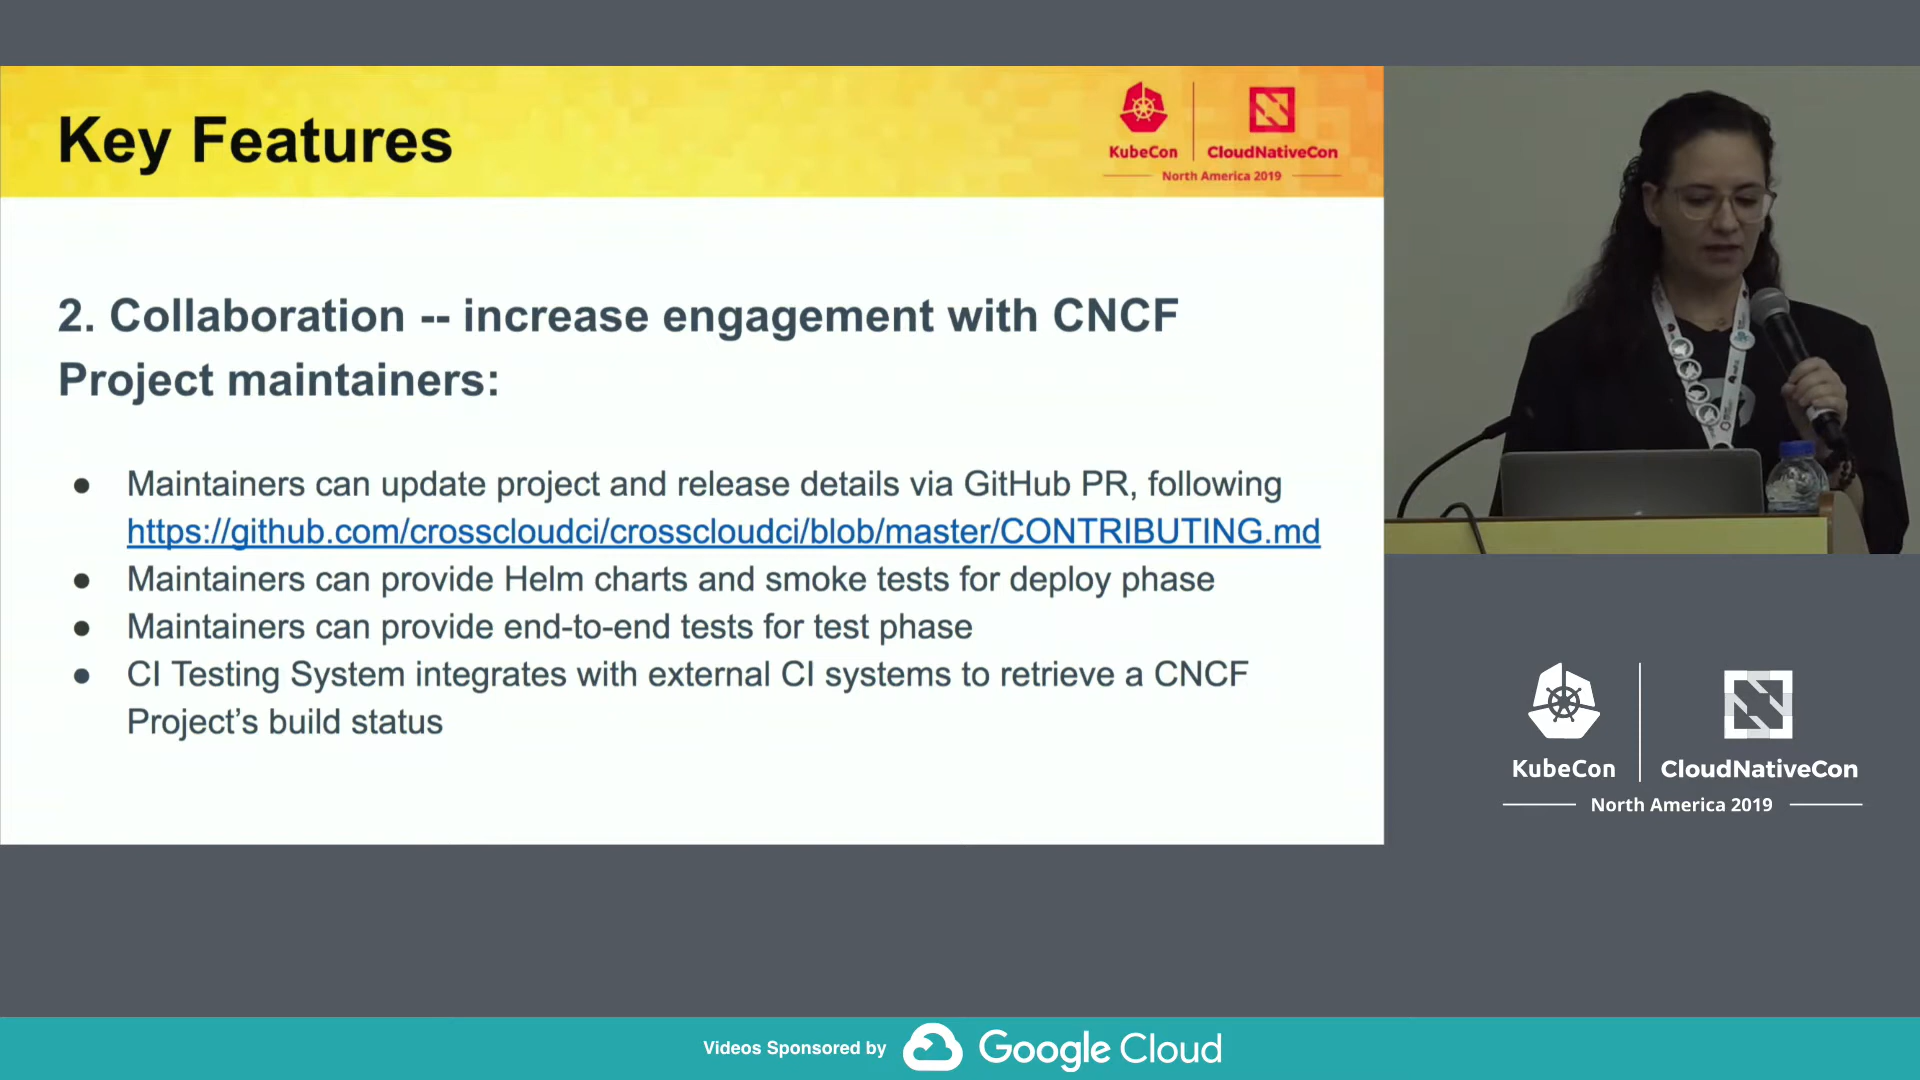 Key Features
KubeCon
CloudNativeCon
North America 2019
2. Collaboration -- increase engagement with CNCF
Project maintainers:
● Maintainers can update project and release details via GitHub PR, following
https://github.com/crosscloudci/crosscloudci/blob/master/CONTRIBUTING.md
● Maintainers can provide Helm charts and smoke tests for deploy phase
● Maintainers can provide end-to-end tests for test phase
● CI Testing System integrates with external CI systems to retrieve a CNCF
Project’s build status
KubeCon
CloudNativeCon
North America 2019
Videos Sponsored by
Google Cloud